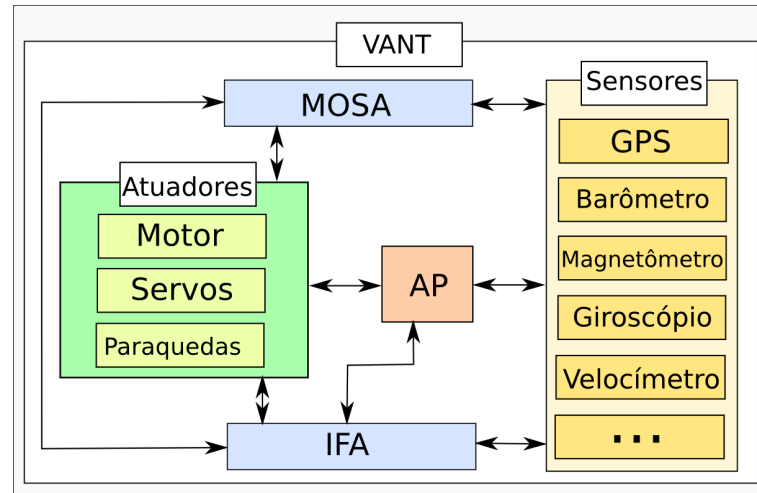 VANT
MOSA
Sensores
GPS
Barômetro
Magnetômetro
Giroscópio
Velocímetro
...
Atuadores
Motor
Servos
Paraquedas
AP
IFA